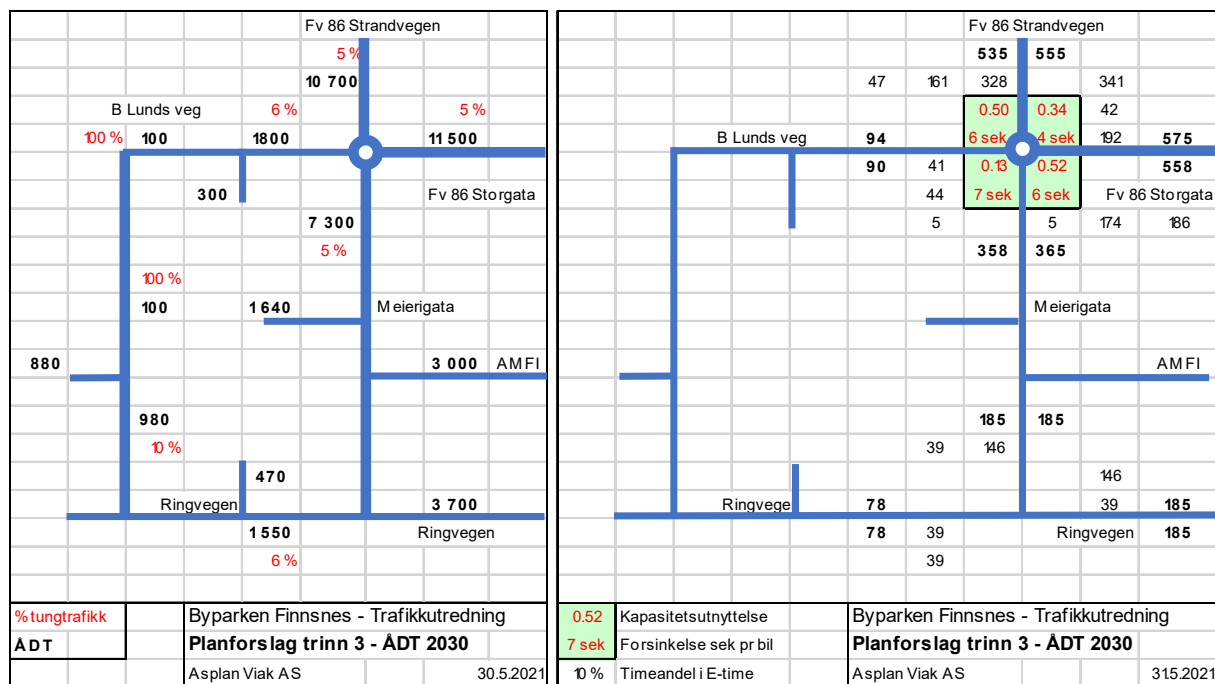 Fv 86 Strandvegen
5 %
10 700
B Lunds veg 6 % 5 %
100 % 100 1800 11 500
300 Fv 86 Storgata
7 300
5 %
100 %
100 1 640 Meierigata
880 3 000 AMFI
980
10 %
470
Ringvegen 3 700
1 550 Ringvegen
6 %
% tungtrafikk Byparken Finnsnes - Trafikkutredning
ÅDT Planforslag trinn 3 - ÅDT 2030
Asplan Viak AS 30.5.2021
Fv 86 Strandvegen
535 555
47 161 328 341
0.50 0.34 42
B Lunds veg 94 6 sek 4 sek 192 575
90 41 0.13 0.52 558
44 7 sek 6 sek Fv 86 Storgata
5 5 174 186
358 365
Meierigata
AMFI
185 185
39 146
146
Ringvege 78 39 185
78 39 Ringvegen 185
39
0.52 Kapasitetsutnyttelse Byparken Finnsnes - Trafikkutredning
7 sek Forsinkelse sek pr bil Planforslag trinn 3 - ÅDT 2030
10 % Timeandel i E-time Asplan Viak AS 31.5.2021